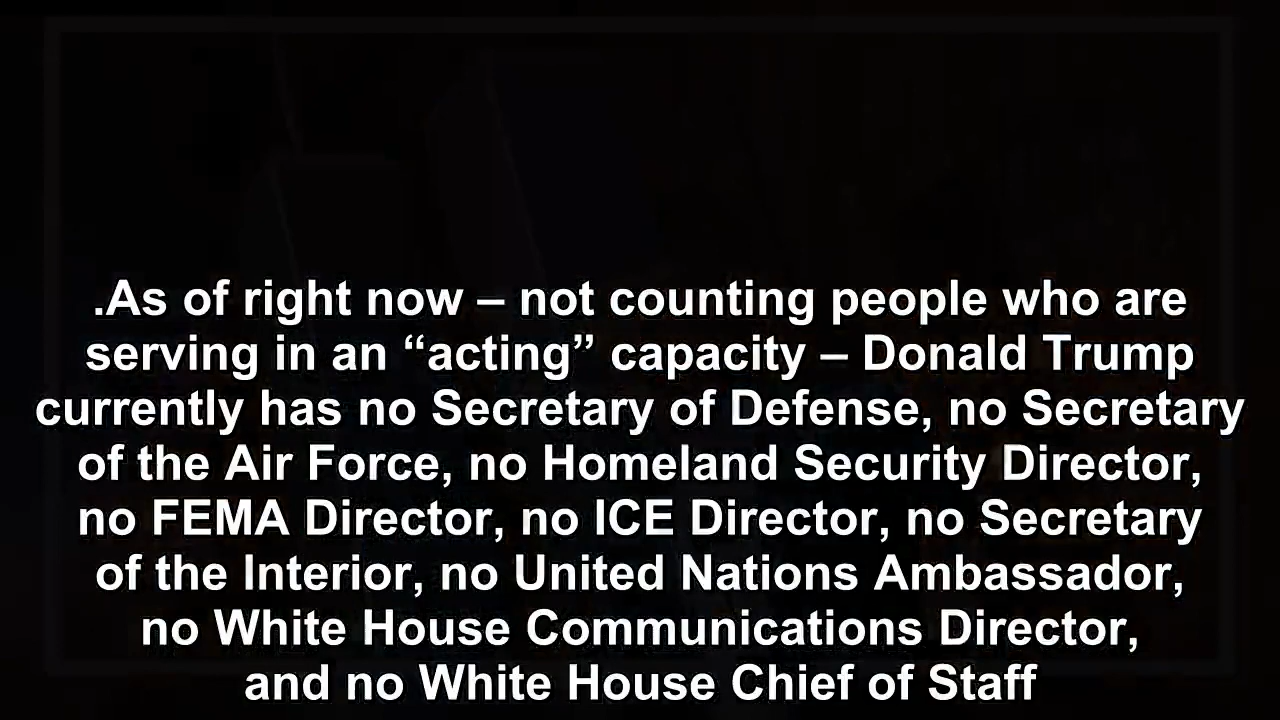 .As of right now – not counting people who are
serving in an “acting” capacity – Donald Trump
currently has no Secretary of Defense, no Secretary
of the Air Force, no Homeland Security Director,
no FEMA Director, no ICE Director, no Secretary
of the Interior, no United Nations Ambassador,
no White House Communications Director,
and no White House Chief of Staff